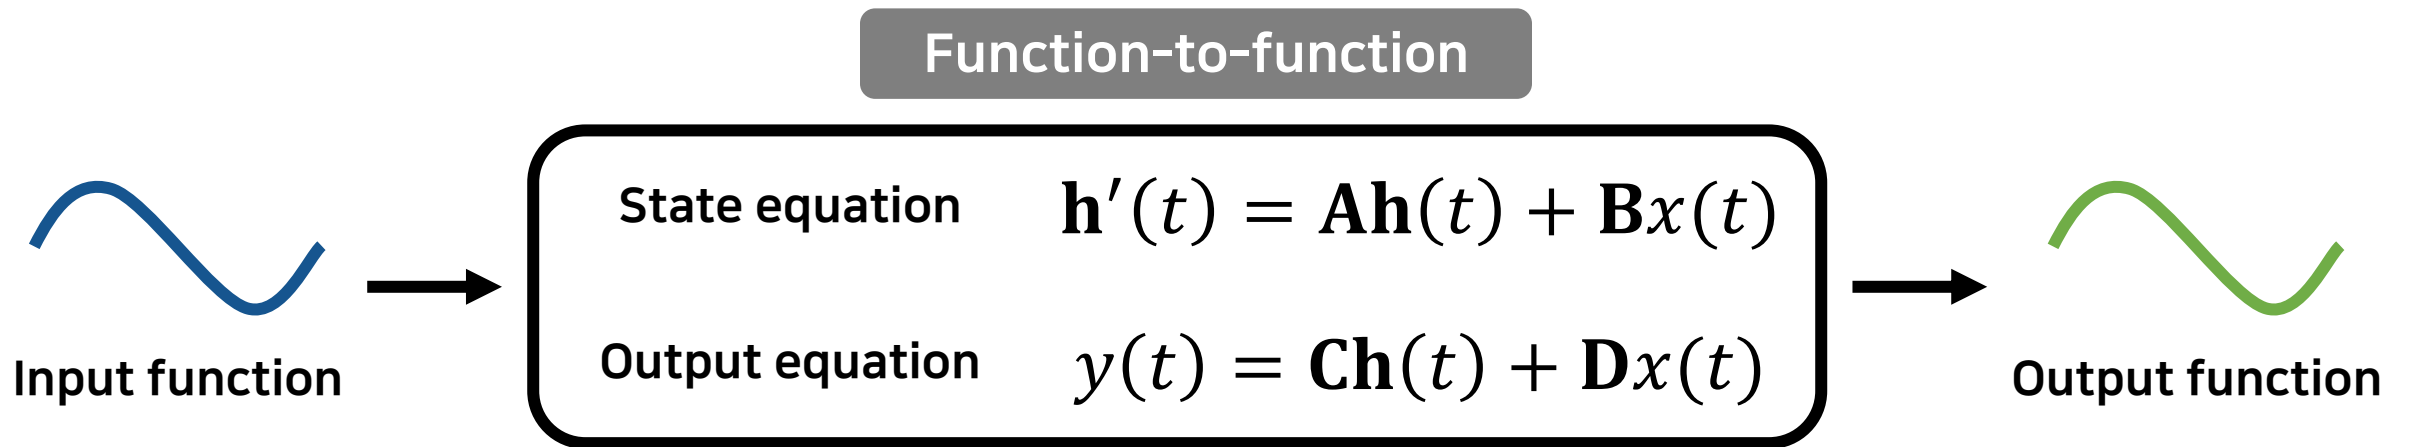 Function-to-function
State equation h′(t) = Ah(t) + Bx(t)
Output equation y(t) = Ch(t) + Dx(t)
Input function
Output function